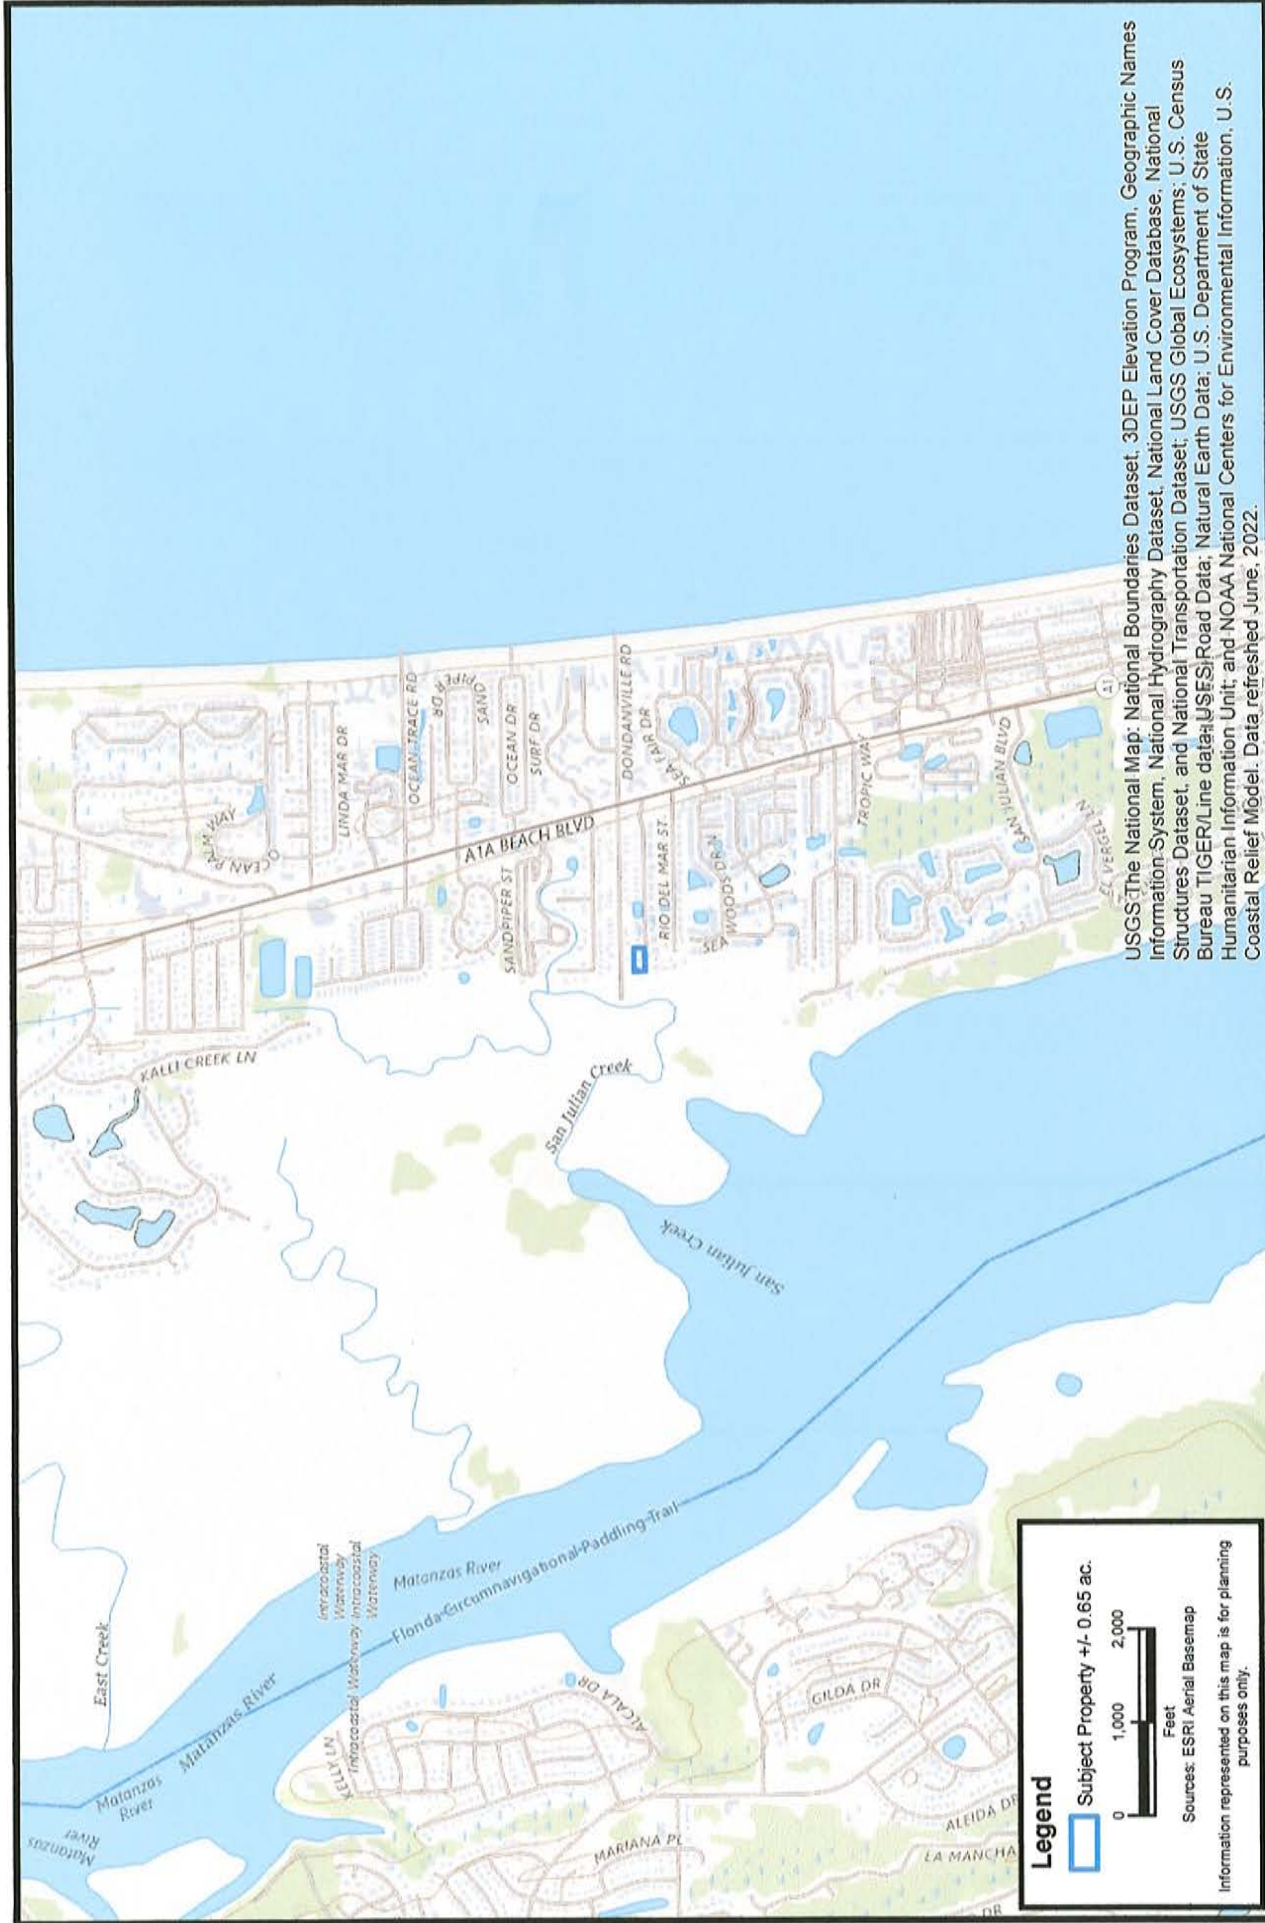 Matanzas
River
Matanzas
River
Matanzas River
East Creek
Intracoastal
Waterway
Intracoastal Waterway Intracoastal
Waterway
Matanzas River
Florida-Circumnavigational-Paddling-Trail
KELLY LN
ALCALA DR
GILDA DR
MARIANA PL
ALEIDA DR
LA MANCHA
DR
San Julian Creek
San Julian Creek
KALLI CREEK LN
OCEAN PALM WAY
LINDA MAR DR
OCEAN TRACE RD
SAND
PIPER DR
OCEAN DR
SURF DR
A1A BEACH BLVD
SANDPIPER ST
DONDANVILLE RD
SEA FAIR DR
RIO DEL MAR ST
SEA WOODS DR N
TROPIC WAY
SAN JULIAN BLVD
EL VERGEL LN
A1
USGS The National Map: National Boundaries Dataset, 3DEP Elevation Program, Geographic Names
Information System, National Hydrography Dataset, National Land Cover Database, National
Structures Dataset, and National Transportation Dataset; USGS Global Ecosystems; U.S. Census
Bureau TIGER/Line data; USFS Road Data; Natural Earth Data; U.S. Department of State
Humanitarian Information Unit; and NOAA National Centers for Environmental Information, U.S.
Coastal Relief Model. Data refreshed June, 2022.
Legend
Subject Property +/- 0.65 ac.
0 1,000 2,000
Feet
Sources: ESRI Aerial Basemap
Information represented on this map is for planning
purposes only.